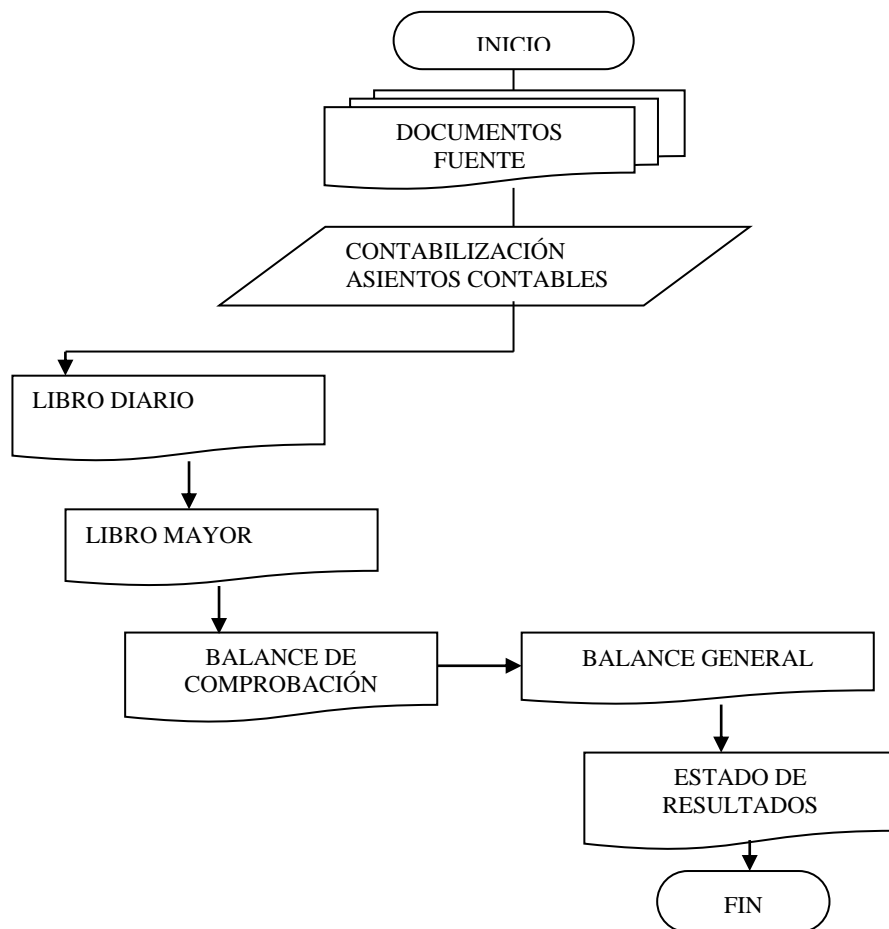 INICIO
DOCUMENTOS
FUENTE
CONTABILIZACIÓN
ASIENTOS CONTABLES
LIBRO DIARIO
LIBRO MAYOR
BALANCE DE
COMPROBACIÓN
BALANCE GENERAL
ESTADO DE
RESULTADOS
FIN